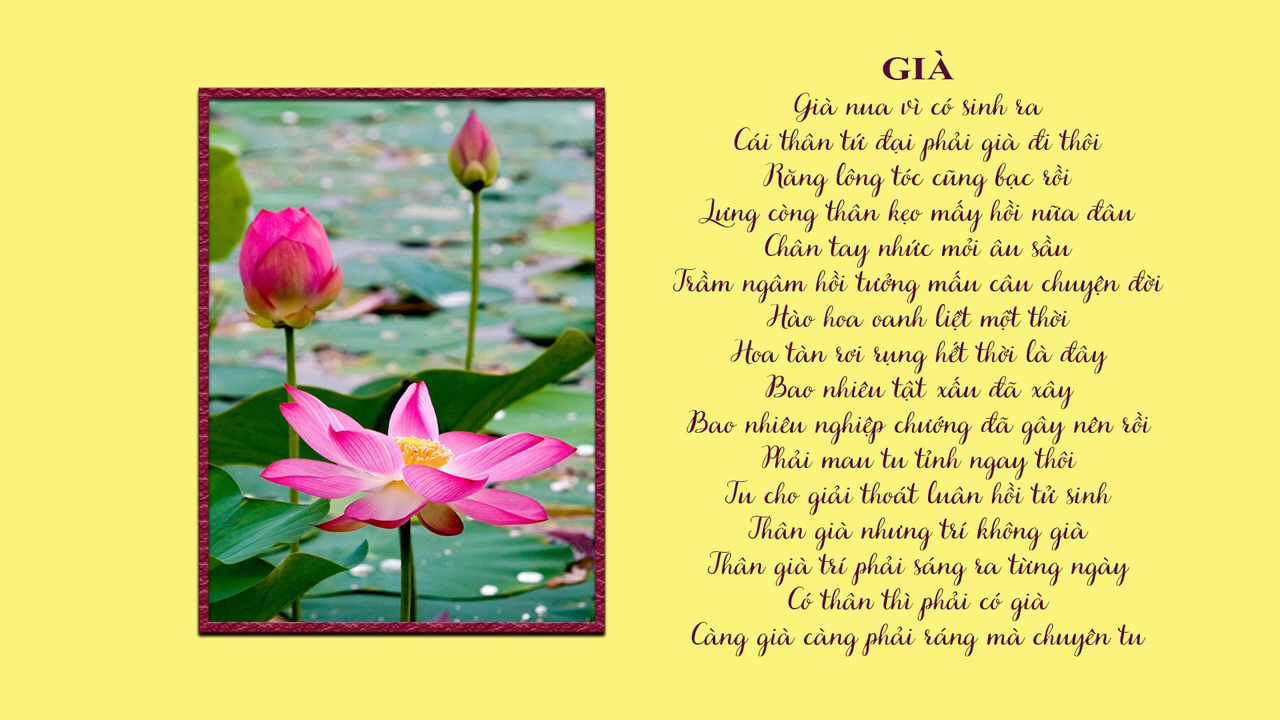 GIÀ
Già nua vì có sinh ra
Cái thân tứ đại phải già đi thôi
Răng lông tóc cũng bạc rồi
Lưng còng thân kẹo mấy hồi nữa đâu
Chân tay nhức mỏi âu sầu
Trầm ngâm hồi tưởng mấu câu chuyện đời
Hào hoa oanh liệt một thời
Hoa tàn rơi rụng hết thời là đây
Bao nhiêu tật xấu đã xây
Bao nhiêu nghiệp chướng đã gây nên rồi
Phải mau tu tỉnh ngay thôi
Tu cho giải thoát luân hồi tử sinh
Thân già nhưng trí không già
Thân già trí phải sáng ra từng ngày
Có thân thì phải có già
Càng già càng phải ráng mà chuyên tu